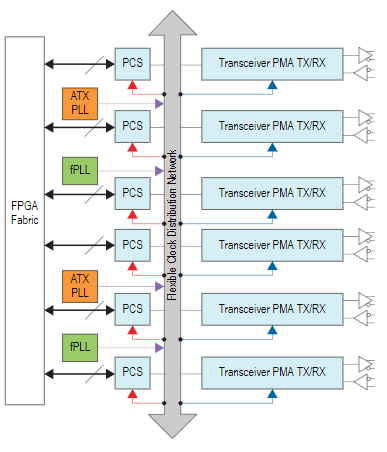 PCS
Transceiver PMA TX/RX
ATX
PLL
PCS
Transceiver PMA TX/RX
fPLL
PCS
Transceiver PMA TX/RX
FPGA
Fabric
Flexible Clock Distribution Network
PCS
Transceiver PMA TX/RX
ATX
PLL
PCS
Transceiver PMA TX/RX
fPLL
PCS
Transceiver PMA TX/RX